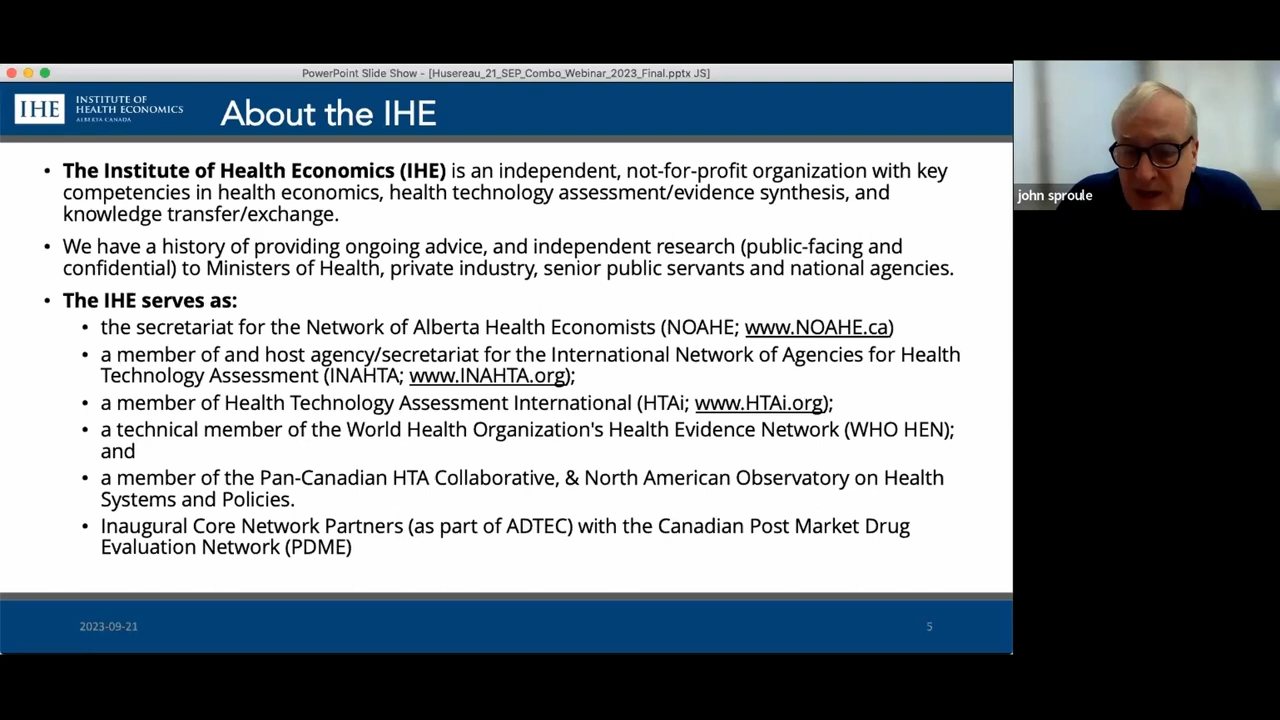 PowerPoint Slide Show - [Husereau_21_SEP_Combo_Webinar_2023_Final.pptx JS]
IHE
INSTITUTE OF
HEALTH ECONOMICS
ALBERTA CANADA
About the IHE
• The Institute of Health Economics (IHE) is an independent, not-for-profit organization with key
competencies in health economics, health technology assessment/evidence synthesis, and
knowledge transfer/exchange.
• We have a history of providing ongoing advice, and independent research (public-facing and
confidential) to Ministers of Health, private industry, senior public servants and national agencies.
• The IHE serves as:
• the secretariat for the Network of Alberta Health Economists (NOAHE; www.NOAHE.ca)
• a member of and host agency/secretariat for the International Network of Agencies for Health
Technology Assessment (INAHTA; www.INAHTA.org);
• a member of Health Technology Assessment International (HTAi; www.HTAi.org);
• a technical member of the World Health Organization's Health Evidence Network (WHO HEN);
and
• a member of the Pan-Canadian HTA Collaborative, & North American Observatory on Health
Systems and Policies.
• Inaugural Core Network Partners (as part of ADTEC) with the Canadian Post Market Drug
Evaluation Network (PDME)
2023-09-21
5
john sproule